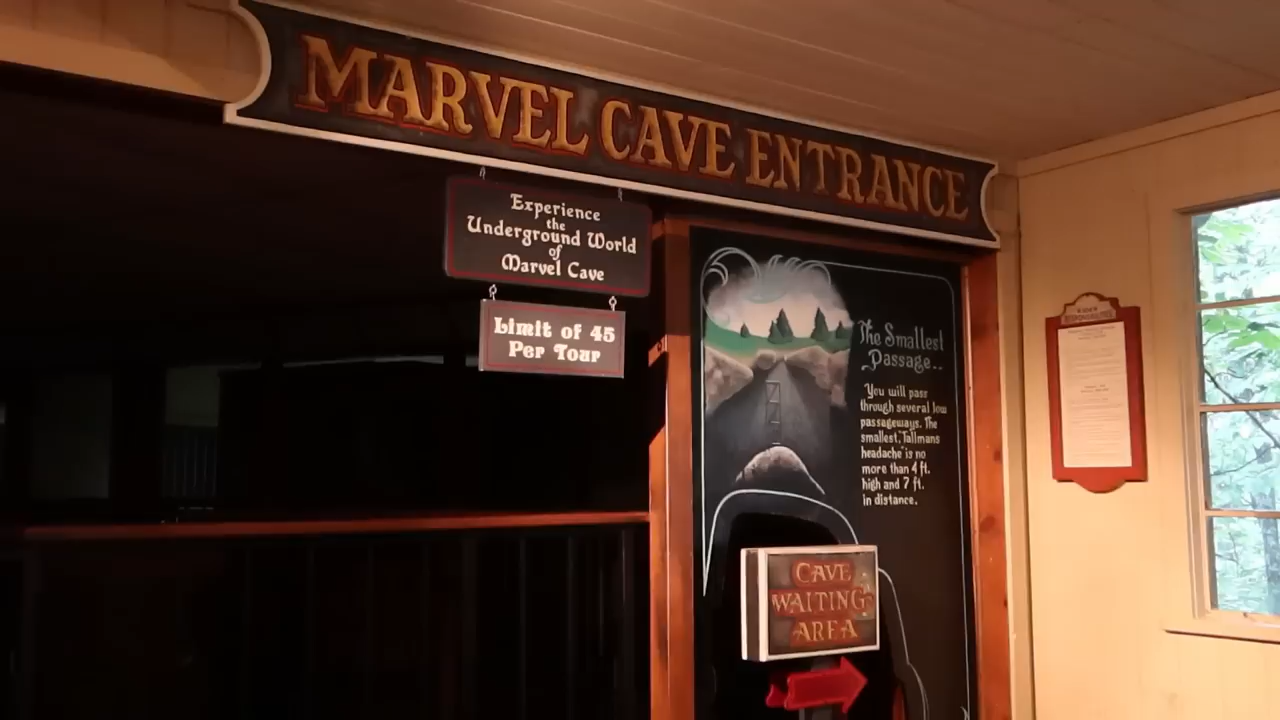 MARVEL CAVE ENTRANCE
Experience
the
Underground World
of
Marvel Cave
Limit of 45
Per Tour
The Smallest
Passage..
You will pass
through several low
passageways. The
smallest, "Tallmans
headache" is no
more than 4 ft.
high and 7 ft.
in distance.
CAVE
WAITING
AREA